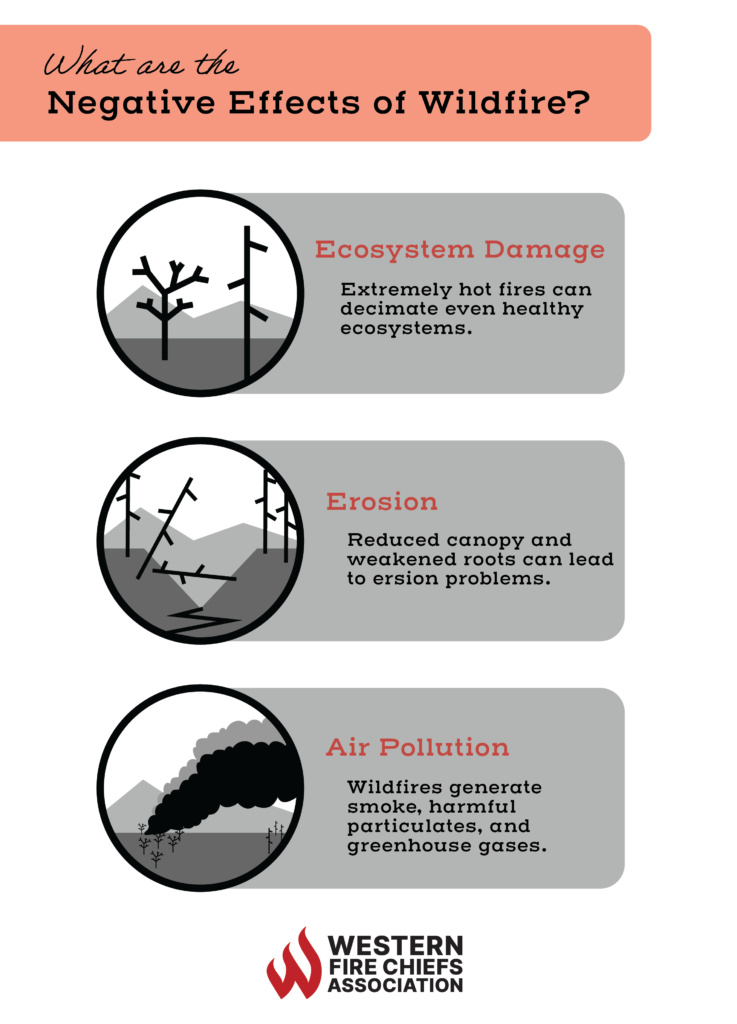 What are the
Negative Effects of Wildfire?
Ecosystem Damage
Extremely hot fires can
decimate even healthy
ecosystems.
Erosion
Reduced canopy and
weakened roots can lead
to ersion problems.
Air Pollution
Wildfires generate
smoke, harmful
particulates, and
greenhouse gases.
WESTERN
FIRE CHIEFS
ASSOCIATION